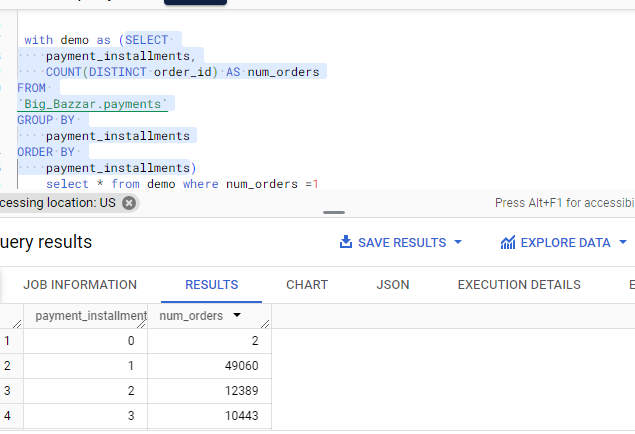 with demo as (SELECT
payment_installments,
COUNT(DISTINCT order_id) AS num_orders
FROM
`Big_Bazzar.payments`
GROUP BY
payment_installments
ORDER BY
payment_installments)
select * from demo where num_orders =1
cessing location: US
Press Alt+F1 for accessibi
uery results
SAVE RESULTS
EXPLORE DATA
JOB INFORMATION
RESULTS
CHART
JSON
EXECUTION DETAILS
E
payment_installment
num_orders
1 0 2
2 1 49060
3 2 12389
4 3 10443